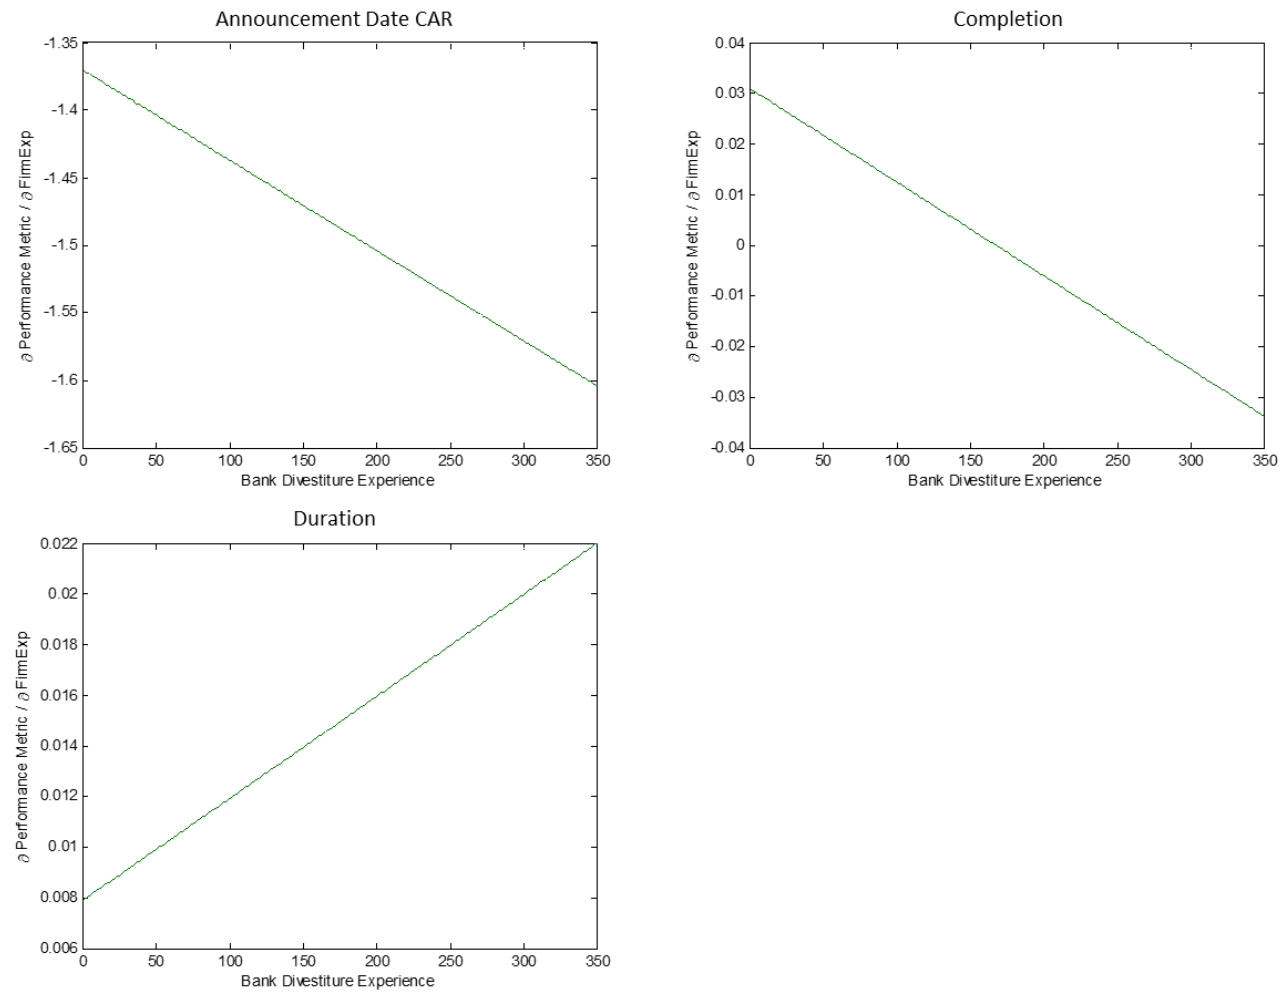 Announcement Date CAR
-1.35
-1.4
-1.45
-1.5
-1.55
-1.6
-1.65
∂ Performance Metric / ∂ FirmExp
0 50 100 150 200 250 300 350
Bank Divestiture Experience
Completion
0.04
0.03
0.02
0.01
0
-0.01
-0.02
-0.03
-0.04
∂ Performance Metric / ∂ FirmExp
0 50 100 150 200 250 300 350
Bank Divestiture Experience
Duration
0.022
0.02
0.018
0.016
0.014
0.012
0.01
0.008
0.006
∂ Performance Metric / ∂ FirmExp
0 50 100 150 200 250 300 350
Bank Divestiture Experience